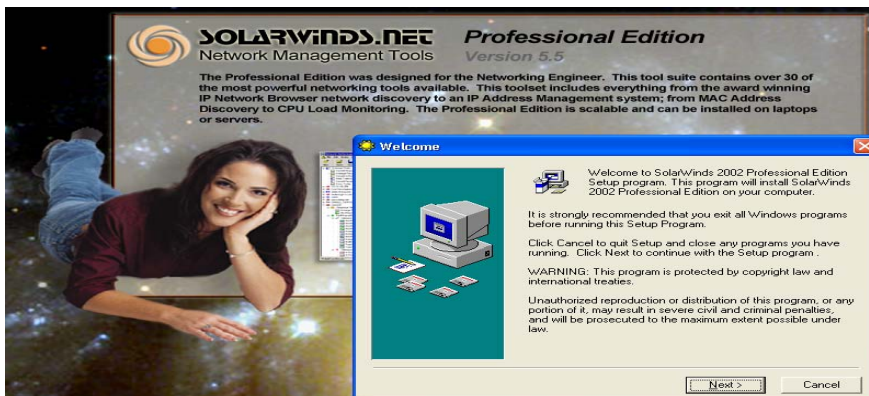 SOLARWINDS.NET Professional Edition
Network Management Tools Version 5.5
The Professional Edition was designed for the Networking Engineer. This tool suite contains over 30 of
the most powerful networking tools available. This toolset includes everything from the award winning
IP Network Browser network discovery to an IP Address Management system; from MAC Address
Discovery to CPU Load Monitoring. The Professional Edition is scalable and can be installed on laptops
or servers.
Welcome
Welcome to SolarWinds 2002 Professional Edition
Setup program. This program will install SolarWinds
2002 Professional Edition on your computer.
It is strongly recommended that you exit all Windows programs
before running this Setup Program.
Click Cancel to quit Setup and close any programs you have
running. Click Next to continue with the Setup program .
WARNING: This program is protected by copyright law and
international treaties.
Unauthorized reproduction or distribution of this program, or any
portion of it, may result in severe civil and criminal penalties,
and will be prosecuted to the maximum extent possible under
law.
Next >
Cancel